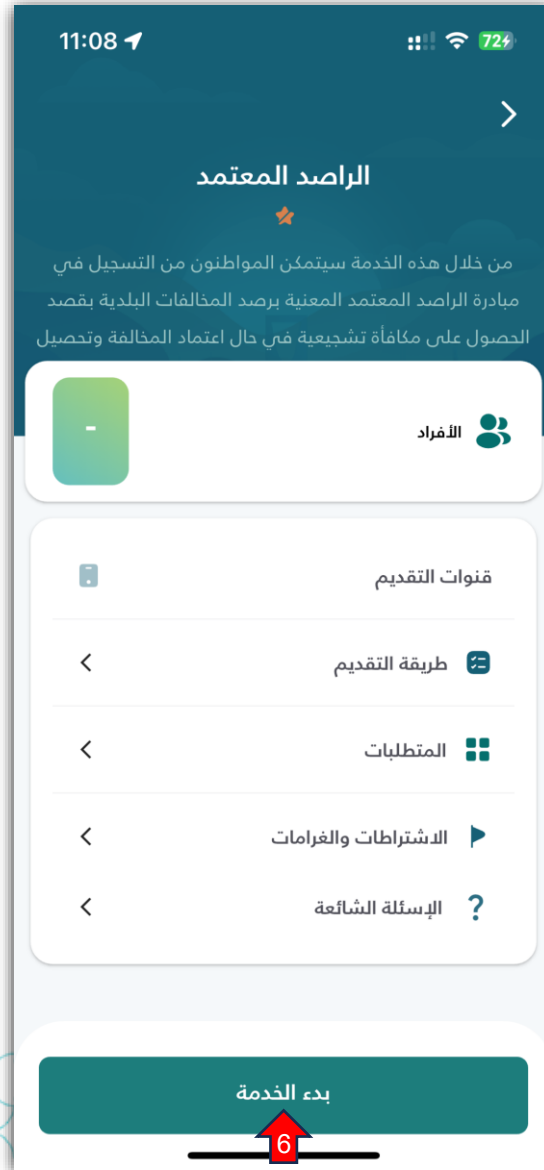 11:08
72
الراصد المعتمد
من خلال هذه الخدمة سيتمكن المواطنون من التسجيل في
مبادرة الراصد المعتمد المعنية برصد المخالفات البلدية بقصد
الحصول على مكافأة تشجيعية في حال اعتماد المخالفة وتحصيل
الأفراد
-
قنوات التقديم
طريقة التقديم
المتطلبات
الاشتراطات والغرامات
الإسئلة الشائعة
بدء الخدمة
6